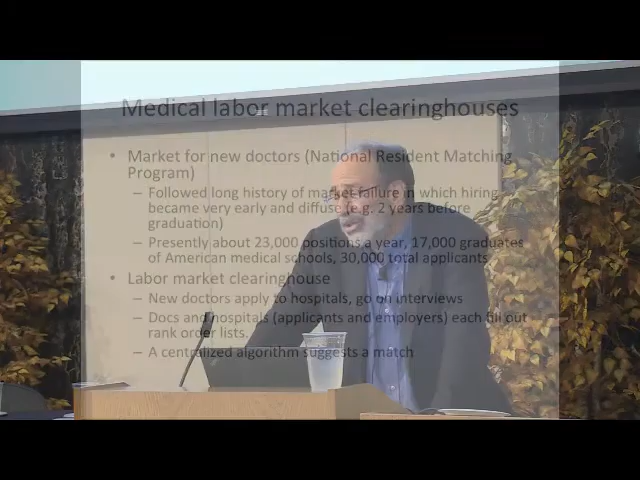 Medical labor market clearinghouses
• Market for new doctors (National Resident Matching
Program)
– Followed long history of market failure in which hiring
became very early and diffuse (e.g. 2 years before
graduation)
– Presently about 23,000 positions a year, 17,000 graduates
of American medical schools, 30,000 total applicants
• Labor market clearinghouse
– New doctors apply to hospitals, go on interviews
– Docs and hospitals (applicants and employers) each fill out
rank order lists.
– A centralized algorithm suggests a match